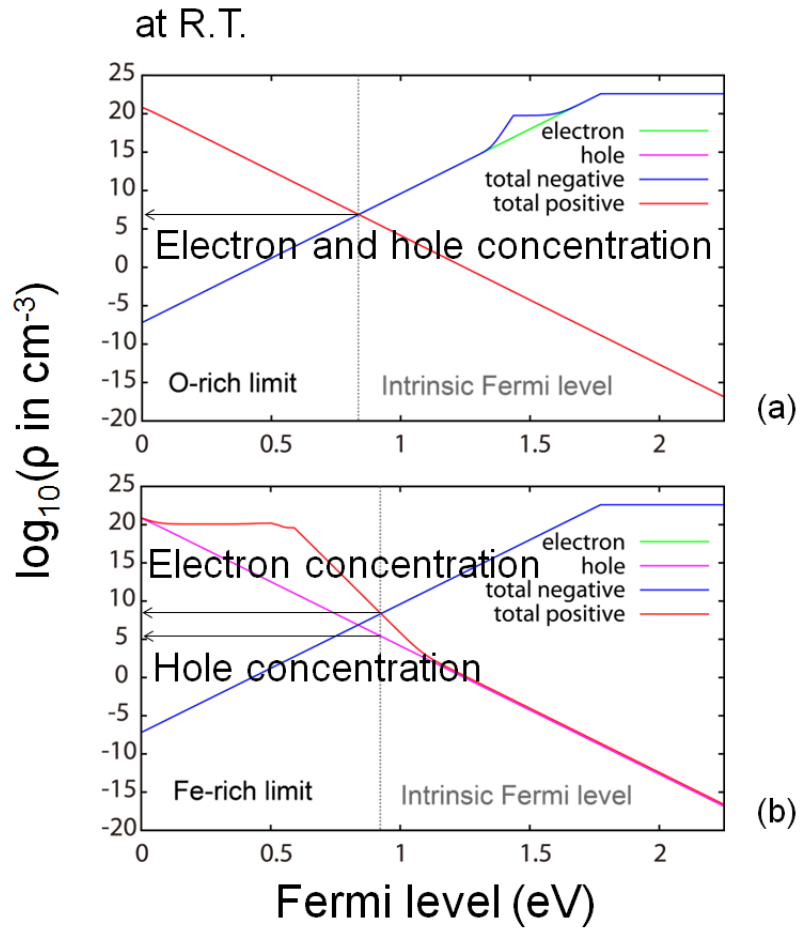 at R.T.
log₁₀(ρ in cm⁻³)
25
20
15
10
5
0
-5
-10
-15
-20
electron
hole
total negative
total positive
Electron and hole concentration
O-rich limit
Intrinsic Fermi level
0
0.5
1
1.5
2
(a)
25
20
15
10
5
0
-5
-10
-15
-20
electron
hole
total negative
total positive
Electron concentration
Hole concentration
Fe-rich limit
Intrinsic Fermi level
0
0.5
1
1.5
2
(b)
Fermi level (eV)